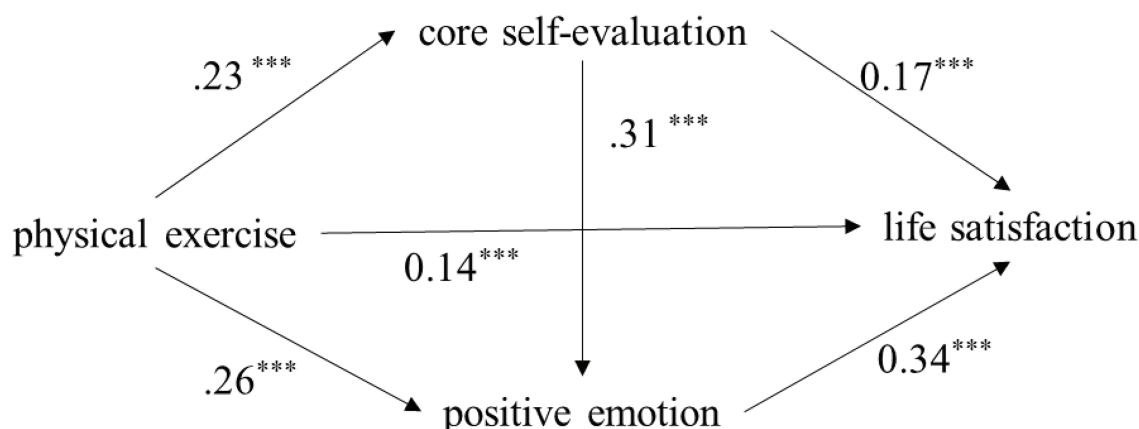 core self-evaluation
.23 ***
0.17***
.31 ***
physical exercise
life satisfaction
0.14***
.26***
0.34***
positive emotion